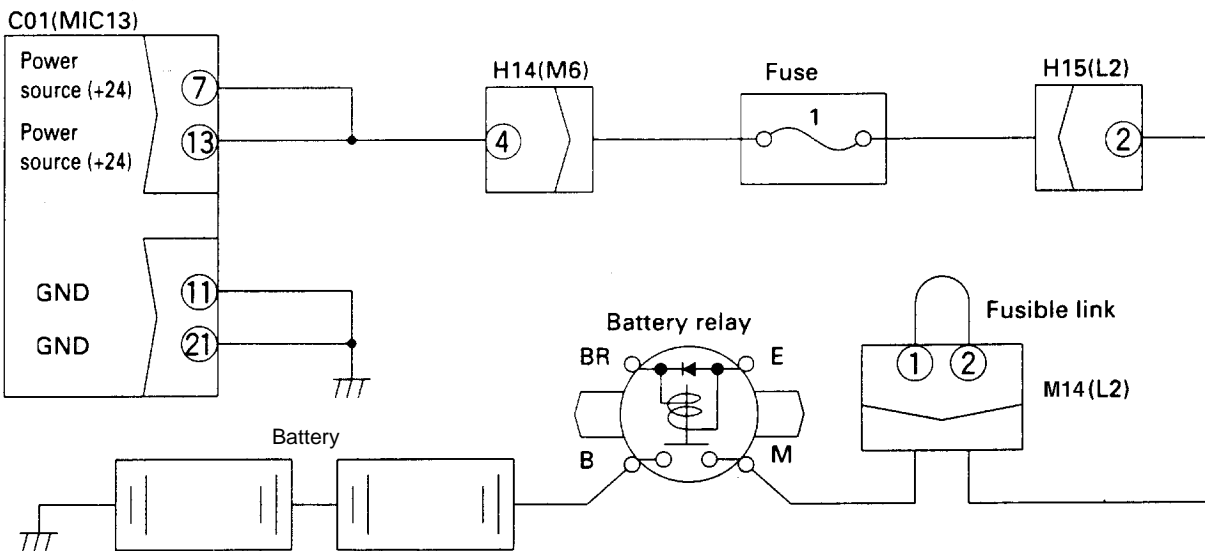 C01(MIC13)
Power
source (+24)
7
Power
source (+24)
13
GND
11
GND
21
H14(M6)
4
Fuse
1
H15(L2)
2
Battery relay
BR
E
B
M
Fusible link
1
2
M14(L2)
Battery